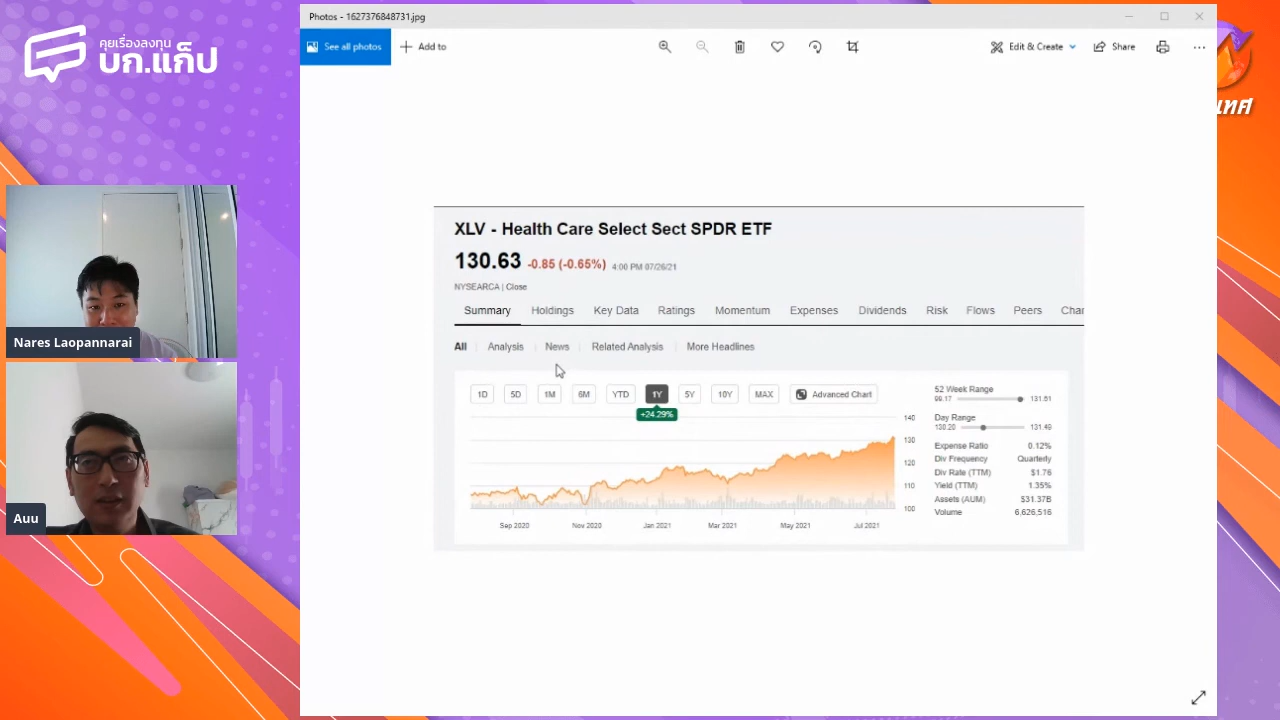 คุยเรื่องลงทุน
บก.แก็ป
Photos - 1627376848731.jpg
See all photos
Add to
Edit & Create
Share
XLV - Health Care Select Sect SPDR ETF
130.63 -0.85 (-0.65%) 4:00 PM 07/26/21
NYSEARCA | Close
Summary Holdings Key Data Ratings Momentum Expenses Dividends Risk Flows Peers Char
All Analysis News Related Analysis More Headlines
1D 5D 1M 6M YTD 1Y 5Y 10Y MAX Advanced Chart
+24.29%
140
130
120
110
100
Sep 2020 Nov 2020 Jan 2021 Mar 2021 May 2021 Jul 2021
52 Week Range
131.61
Day Range
130.20 131.49
Expense Ratio 0.12%
Div Frequency Quarterly
Div Rate (TTM) $1.76
Yield (TTM) 1.35%
Assets (AUM) $31.37B
Volume 6,626,516
Nares Laopannarai
Auu
เทศ